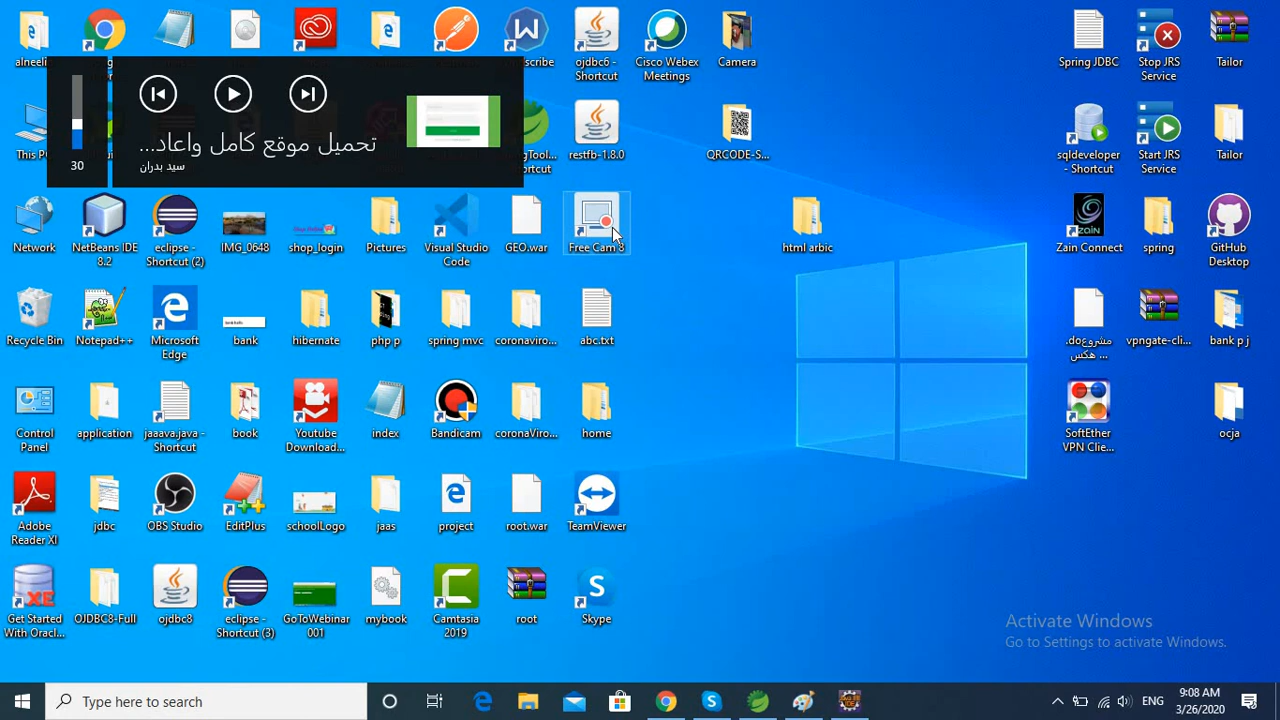 alneeli...
Cisco Webex
Meetings
ojdbc6 -
Shortcut
Camera
Spring JDBC
Stop JRS
Service
Tailor
30
تحميل موقع كامل واعاد...
سيد بدران
This P
restfb-1.8.0
QRCODE-S...
sqldeveloper
- Shortcut
Start JRS
Service
Tailor
Network
NetBeans IDE
8.2
eclipse -
Shortcut (2)
IMG_0648
shop_login
Pictures
Visual Studio
Code
GEO.war
Free Cam 8
html arbic
Zain Connect
spring
GitHub
Desktop
Recycle Bin
Notepad++
Microsoft
Edge
bank
hibernate
php p
spring mvc
coronaviro...
abc.txt
مشروعdo.
... هكس
vpngate-cli...
bank p j
Control
Panel
application
jaaava.java -
Shortcut
book
Youtube
Download...
index
Bandicam
coronaViro...
home
SoftEther
VPN Clie...
ocja
Adobe
Reader XI
jdbc
OBS Studio
EditPlus
schoolLogo
jaas
project
root.war
TeamViewer
Get Started
With Oracl...
OJDBC8-Full
ojdbc8
eclipse -
Shortcut (3)
GoToWebinar
001
mybook
Camtasia
2019
root
Skype
Activate Windows
Go to Settings to activate Windows.
Type here to search
ENG
9:08 AM
3/26/2020